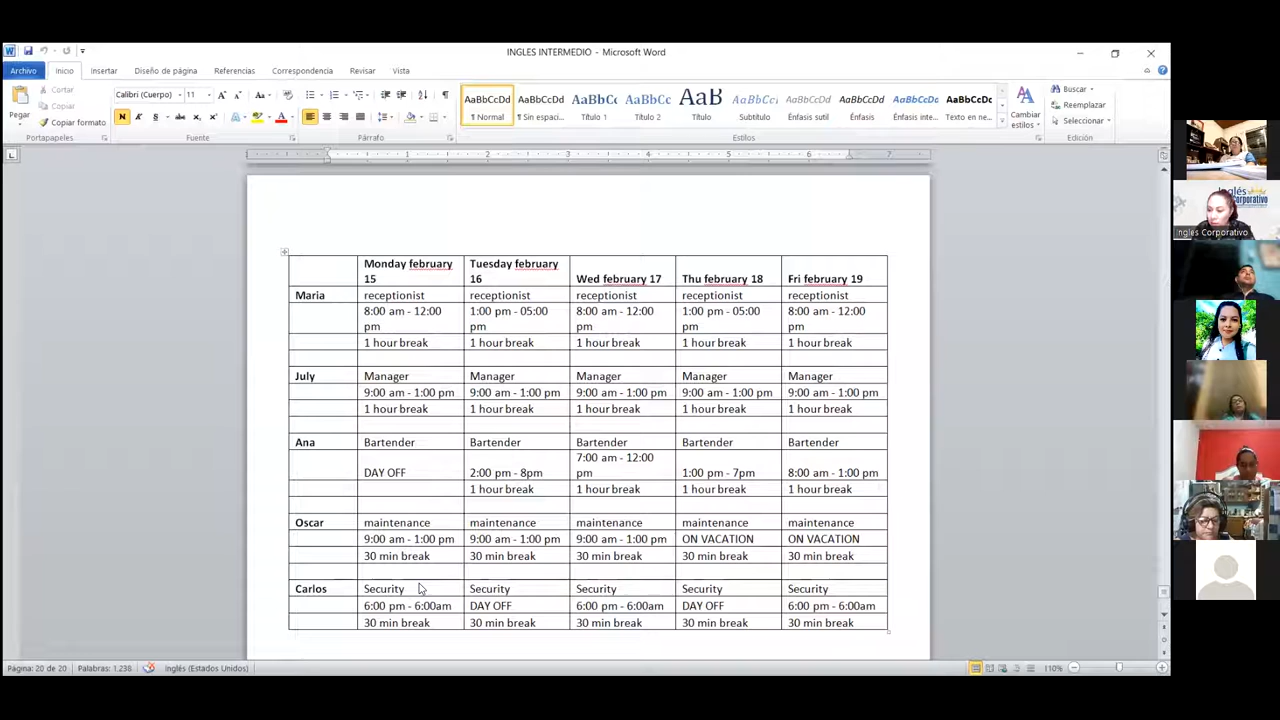 INGLES INTERMEDIO - Microsoft Word
Archivo Inicio Insertar Diseño de página Referencias Correspondencia Revisar Vista
Pegar
Cortar
Copiar
Copiar formato
Portapapeles
Calibri (Cuerpo) 11
Fuente
Párrafo
AaBbCcDd AaBbCcDd AaBbC AaBbCc AaB AaBbCcI AaBbCcDd AaBbCcDd AaBbCcDd AaBbCcDd
¶ Normal ¶ Sin espaci... Título 1 Título 2 Título Subtítulo Énfasis sutil Énfasis Énfasis inte... Texto en ne...
Estilos
Cambiar estilos
Buscar
Reemplazar
Seleccionar
Edición
1 2 3 4 5 6 7
Monday february 15 Tuesday february 16 Wed february 17 Thu february 18 Fri february 19
Maria receptionist receptionist receptionist receptionist receptionist
8:00 am - 12:00 pm 1:00 pm - 05:00 pm 8:00 am - 12:00 pm 1:00 pm - 05:00 pm 8:00 am - 12:00 pm
1 hour break 1 hour break 1 hour break 1 hour break 1 hour break
July Manager Manager Manager Manager Manager
9:00 am - 1:00 pm 9:00 am - 1:00 pm 9:00 am - 1:00 pm 9:00 am - 1:00 pm 9:00 am - 1:00 pm
1 hour break 1 hour break 1 hour break 1 hour break 1 hour break
Ana Bartender Bartender Bartender Bartender Bartender
DAY OFF 2:00 pm - 8pm 7:00 am - 12:00 pm 1:00 pm - 7pm 8:00 am - 1:00 pm
1 hour break 1 hour break 1 hour break 1 hour break
Oscar maintenance maintenance maintenance maintenance maintenance
9:00 am - 1:00 pm 9:00 am - 1:00 pm 9:00 am - 1:00 pm ON VACATION ON VACATION
30 min break 30 min break 30 min break 30 min break 30 min break
Carlos Security Security Security Security Security
6:00 pm - 6:00am DAY OFF 6:00 pm - 6:00am DAY OFF 6:00 pm - 6:00am
30 min break 30 min break 30 min break 30 min break 30 min break
Página: 20 de 20 Palabras: 1.238 Inglés (Estados Unidos) 110%
Inglés Corporativo
Inglés Corporativo